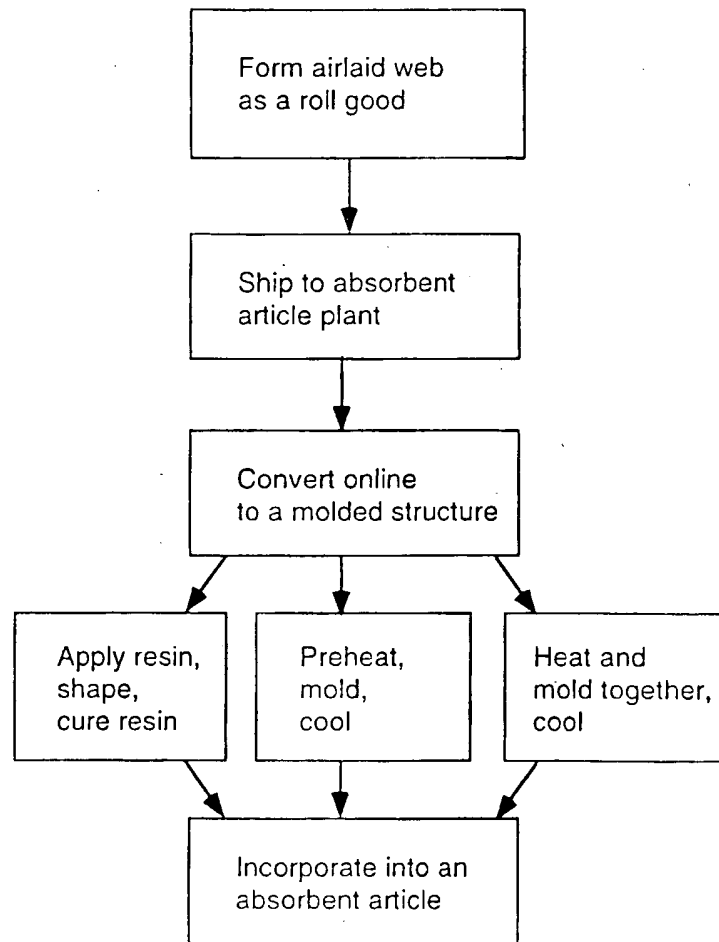 Form airlaid web
as a roll good
Ship to absorbent
article plant
Convert online
to a molded structure
Apply resin,
shape,
cure resin
Preheat,
mold,
cool
Heat and
mold together,
cool
Incorporate into an
absorbent article